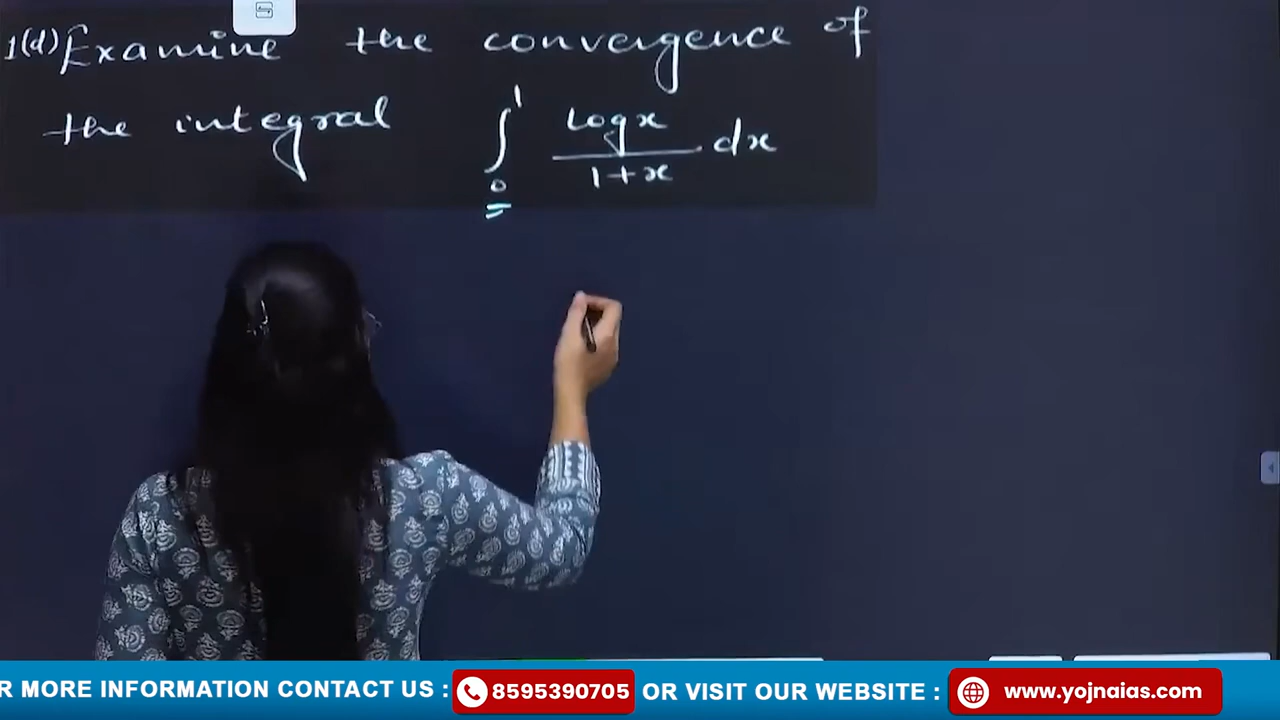 1(d) Examine the convergence of
the integral ∫₀¹ log x / (1+x) dx
R MORE INFORMATION CONTACT US : 8595390705 OR VISIT OUR WEBSITE : www.yojnaias.com